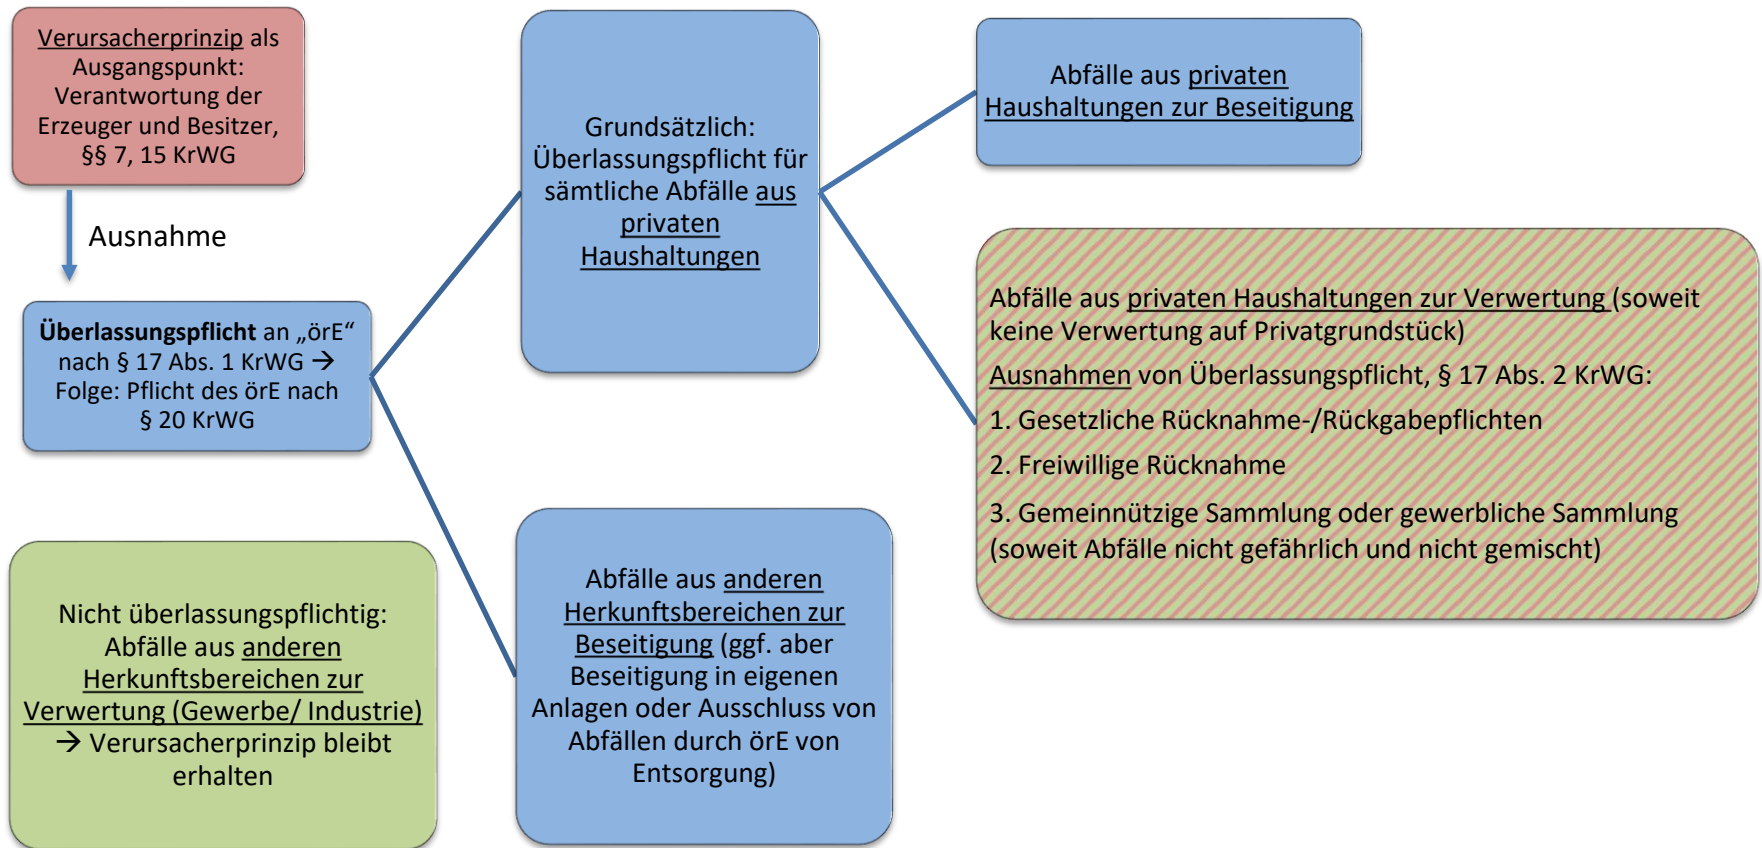 Verursacherprinzip als
Ausgangspunkt:
Verantwortung der
Erzeuger und Besitzer,
§§ 7, 15 KrWG
Ausnahme
Überlassungspflicht an „örE“
nach § 17 Abs. 1 KrWG →
Folge: Pflicht des örE nach
§ 20 KrWG
Nicht überlassungspflichtig:
Abfälle aus anderen
Herkunftsbereichen zur
Verwertung (Gewerbe/ Industrie)
→ Verursacherprinzip bleibt
erhalten
Grundsätzlich:
Überlassungspflicht für
sämtliche Abfälle aus
privaten
Haushaltungen
Abfälle aus anderen
Herkunftsbereichen zur
Beseitigung (ggf. aber
Beseitigung in eigenen
Anlagen oder Ausschluss von
Abfällen durch örE von
Entsorgung)
Abfälle aus privaten
Haushaltungen zur Beseitigung
Abfälle aus privaten Haushaltungen zur Verwertung (soweit
keine Verwertung auf Privatgrundstück)
Ausnahmen von Überlassungspflicht, § 17 Abs. 2 KrWG:
1. Gesetzliche Rücknahme-/Rückgabepflichten
2. Freiwillige Rücknahme
3. Gemeinnützige Sammlung oder gewerbliche Sammlung
(soweit Abfälle nicht gefährlich und nicht gemischt)